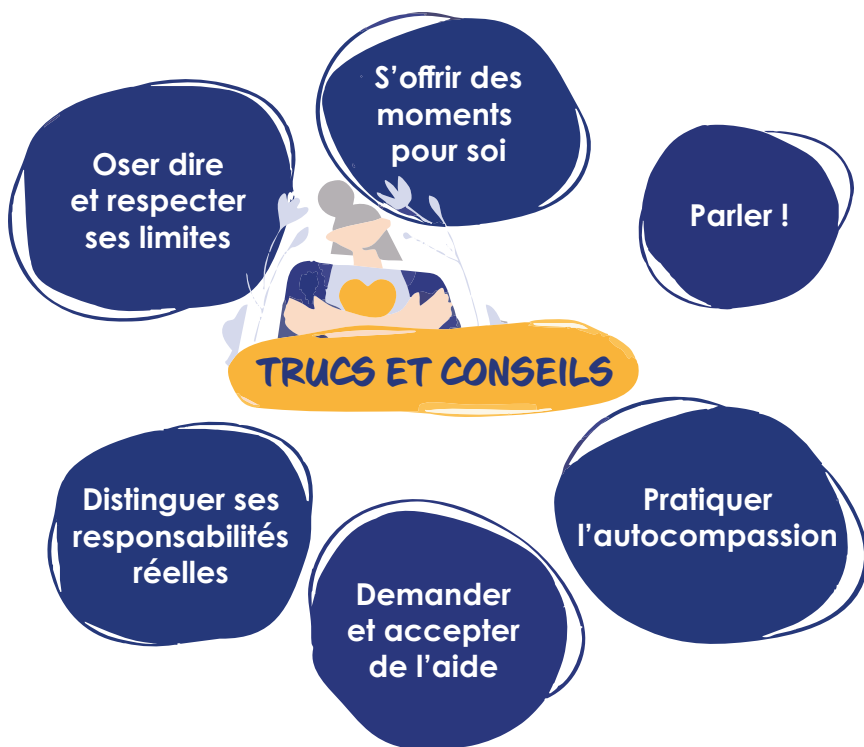 S’offrir des
moments
pour soi
Oser dire
et respecter
ses limites
Parler !
TRUCS ET CONSEILS
Distinguer ses
responsabilités
réelles
Pratiquer
l’autocompassion
Demander
et accepter
de l’aide